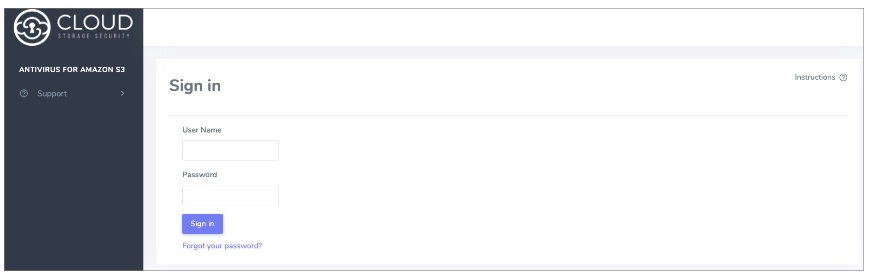 CLOUD
STORAGE SECURITY
ANTIVIRUS FOR AMAZON S3
Support
Sign in
Instructions
User Name
Password
Sign in
Forgot your password?